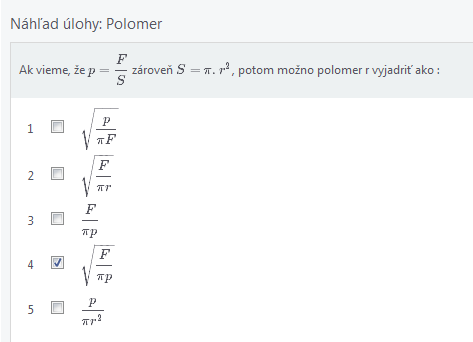 Náhľad úlohy: Polomer
Ak vieme, že $p = \frac{F}{S}$ zároveň $S = \pi . r^2$, potom možno polomer r vyjadriť ako :
1 $\sqrt{\frac{p}{\pi F}}$
2 $\sqrt{\frac{F}{\pi r}}$
3 $\frac{F}{\pi p}$
4 $\sqrt{\frac{F}{\pi p}}$
5 $\frac{p}{\pi r^2}$